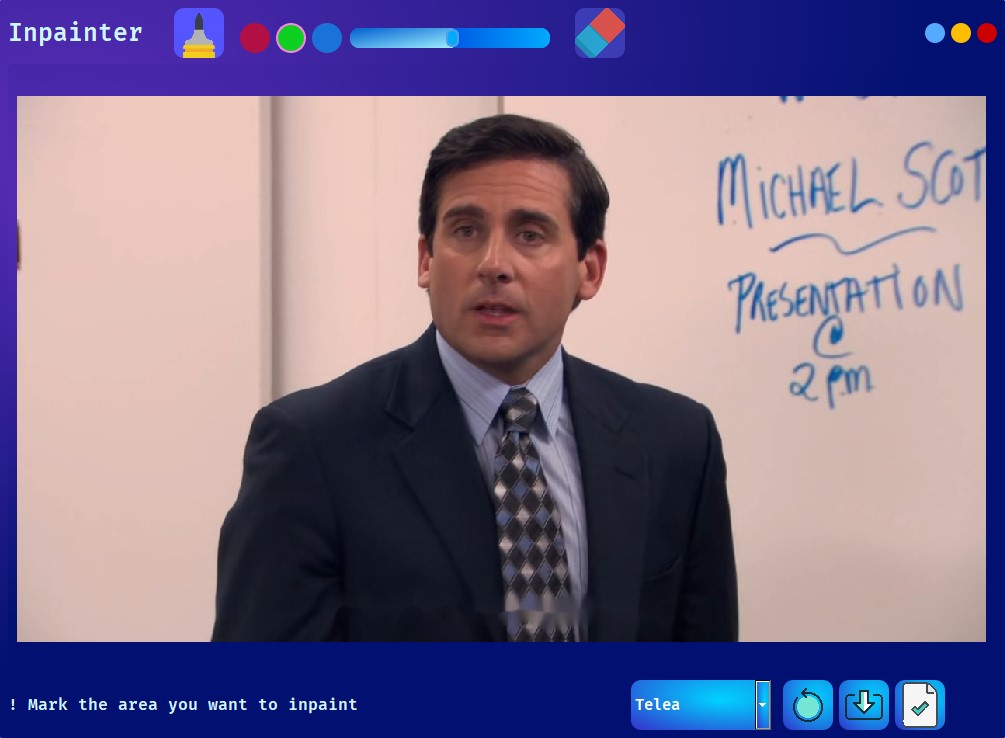 Inpainter
MiCHAEL SCOT
PRESENTATION
@
2pm
! Mark the area you want to inpaint
Telea